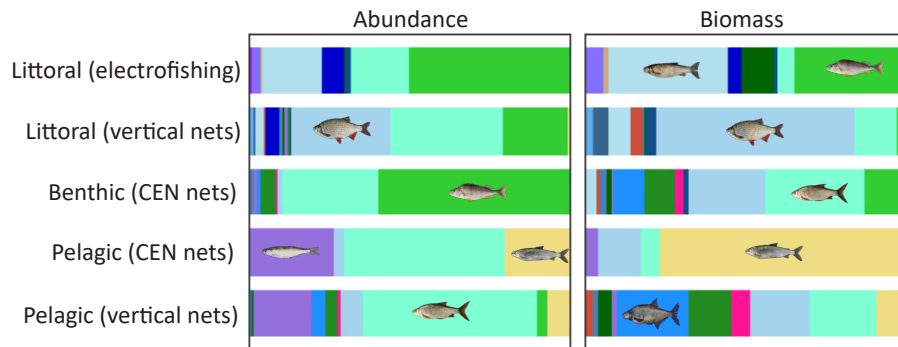 Abundance Biomass
Littoral (electrofishing)
Littoral (vertical nets)
Benthic (CEN nets)
Pelagic (CEN nets)
Pelagic (vertical nets)